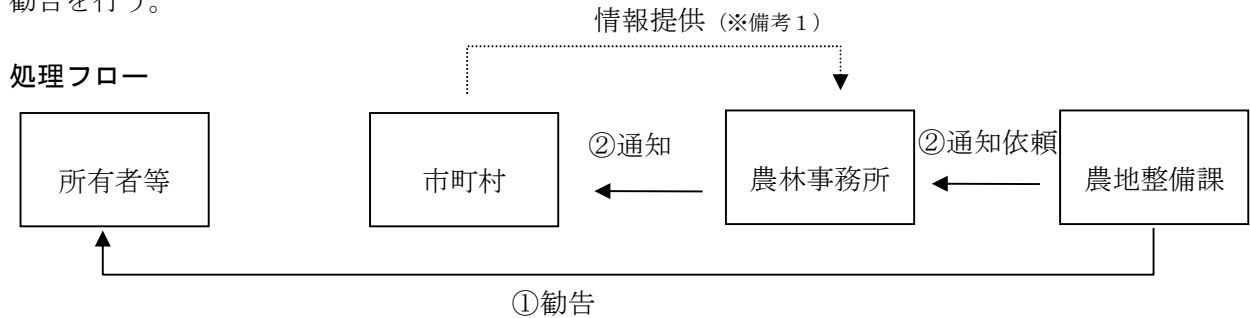 勧告を行う。
情報提供（※備考１）
処理フロー
所有者等
市町村
②通知
農林事務所
②通知依頼
農地整備課
①勧告